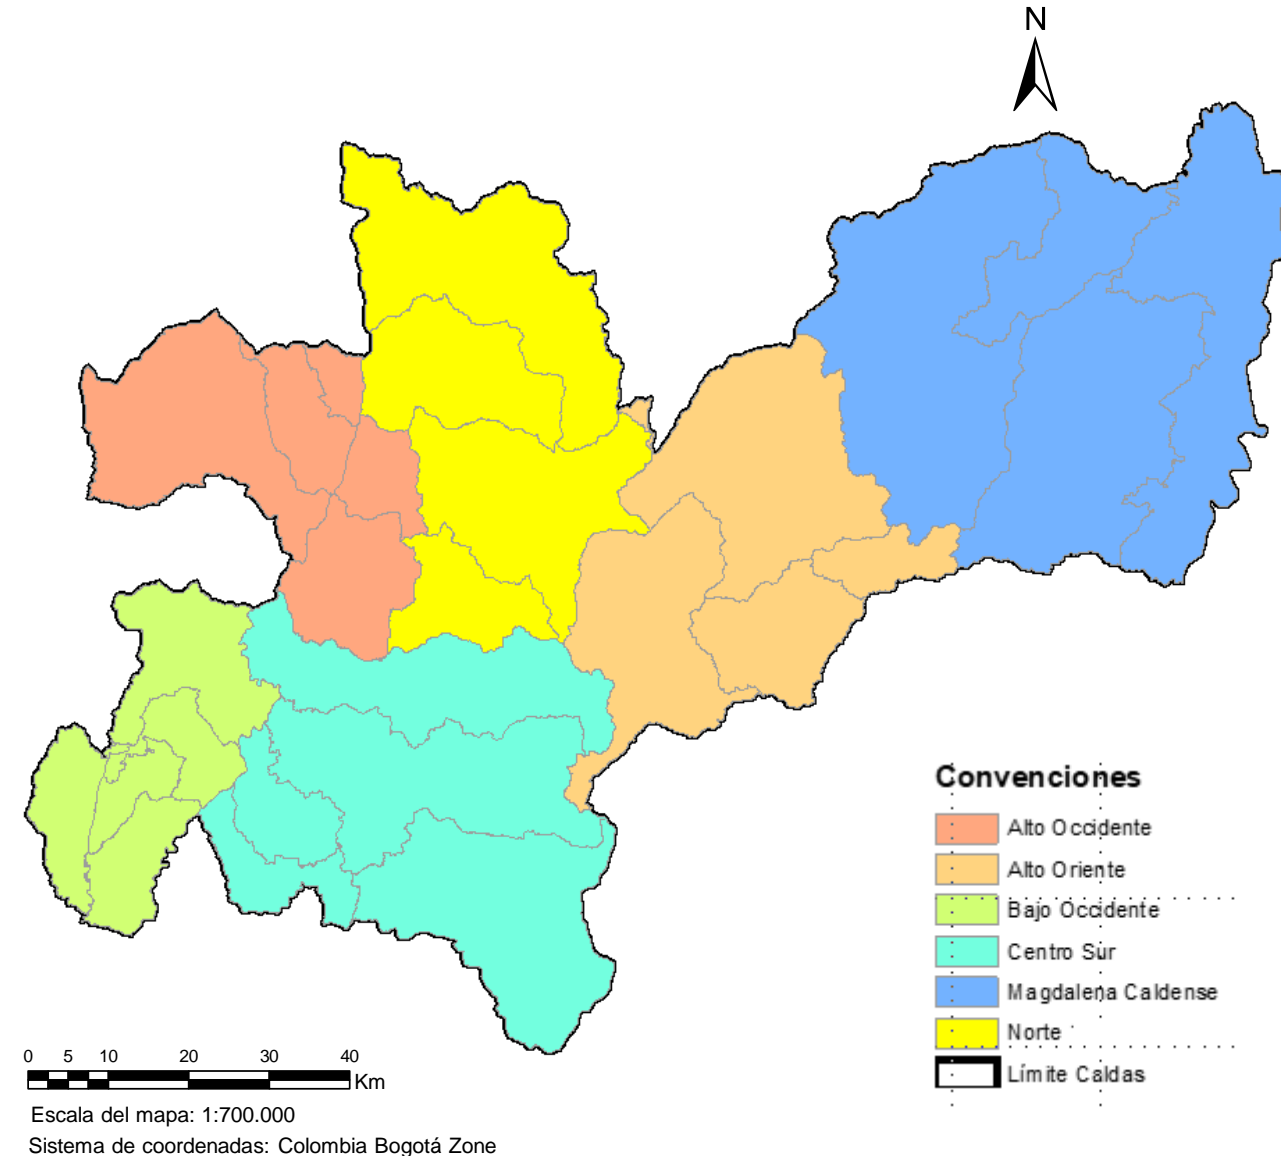 N
Convenciones
Alto Occidente
Alto Oriente
Bajo Occidente
Centro Sur
Magdalena Caldense
Norte
Límite Caldas
0 5 10 20 30 40
Km
Escala del mapa: 1:700.000
Sistema de coordenadas: Colombia Bogotá Zone